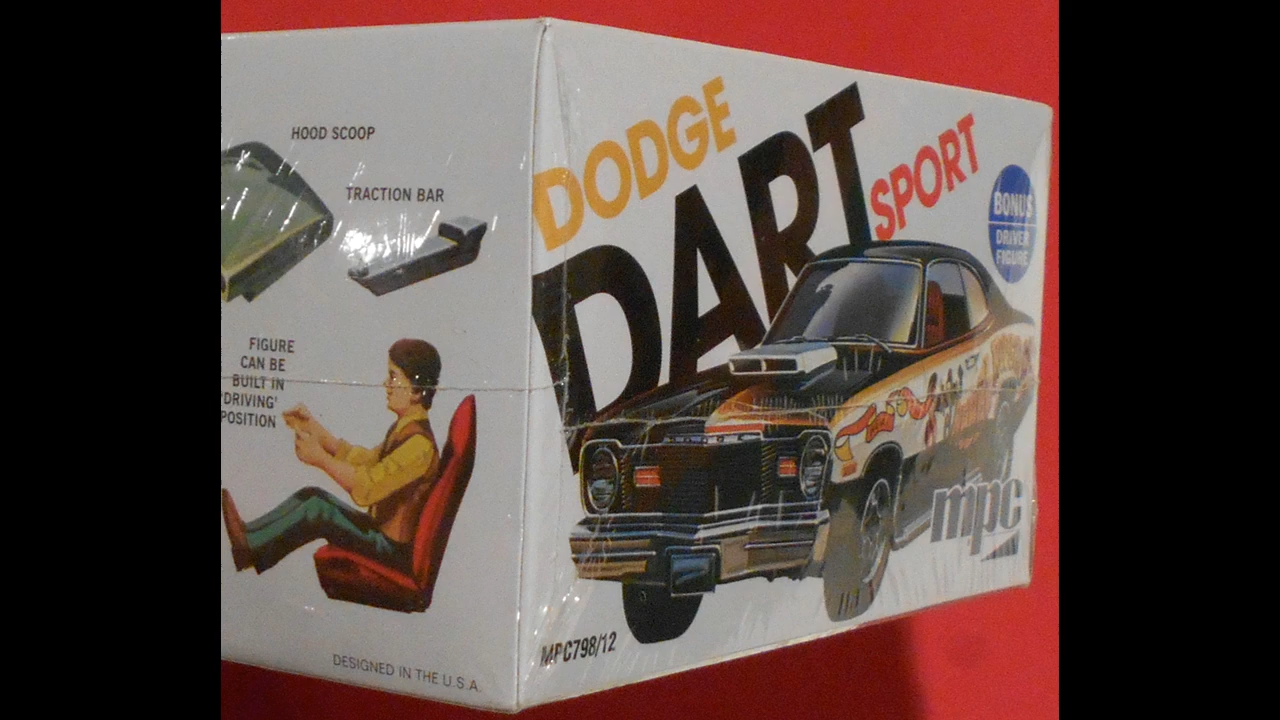 HOOD SCOOP
TRACTION BAR
FIGURE
CAN BE
BUILT IN
'DRIVING'
POSITION
DESIGNED IN THE U.S.A.
DODGE
DART
SPORT
BONUS
DRIVER
FIGURE
mpc
MPC798/12